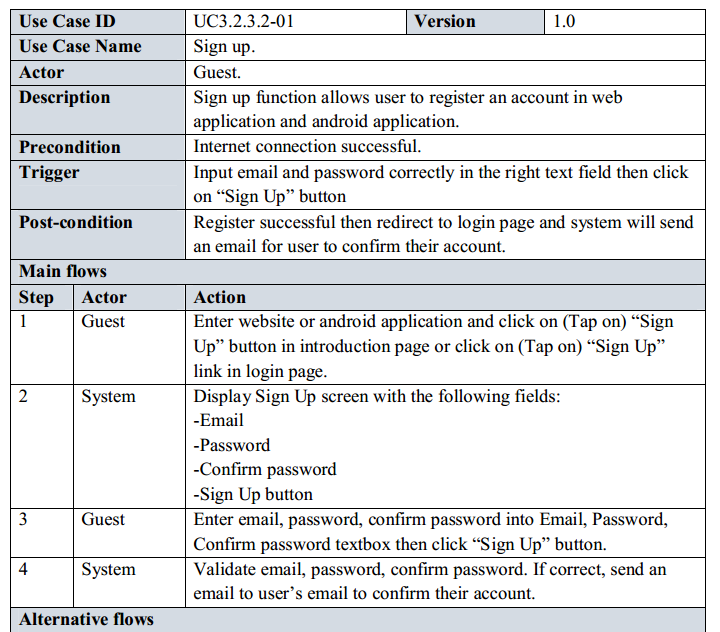 Use Case ID UC3.2.3.2-01 Version 1.0
Use Case Name Sign up.
Actor Guest.
Description Sign up function allows user to register an account in web
application and android application.
Precondition Internet connection successful.
Trigger Input email and password correctly in the right text field then click
on “Sign Up” button
Post-condition Register successful then redirect to login page and system will send
an email for user to confirm their account.
Main flows
Step Actor Action
1 Guest Enter website or android application and click on (Tap on) “Sign
Up” button in introduction page or click on (Tap on) “Sign Up”
link in login page.
2 System Display Sign Up screen with the following fields:
-Email
-Password
-Confirm password
-Sign Up button
3 Guest Enter email, password, confirm password into Email, Password,
Confirm password textbox then click “Sign Up” button.
4 System Validate email, password, confirm password. If correct, send an
email to user’s email to confirm their account.
Alternative flows